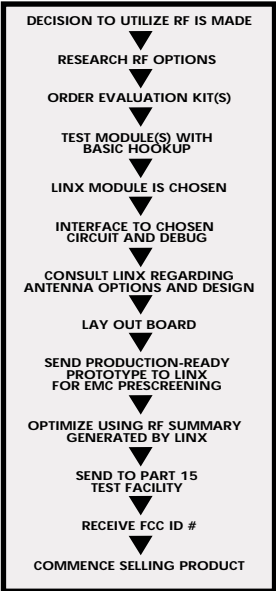 DECISION TO UTILIZE RF IS MADE
RESEARCH RF OPTIONS
ORDER EVALUATION KIT(S)
TEST MODULE(S) WITH
BASIC HOOKUP
LINX MODULE IS CHOSEN
INTERFACE TO CHOSEN
CIRCUIT AND DEBUG
CONSULT LINX REGARDING
ANTENNA OPTIONS AND DESIGN
LAY OUT BOARD
SEND PRODUCTION-READY
PROTOTYPE TO LINX
FOR EMC PRESCREENING
OPTIMIZE USING RF SUMMARY
GENERATED BY LINX
SEND TO PART 15
TEST FACILITY
RECEIVE FCC ID #
COMMENCE SELLING PRODUCT